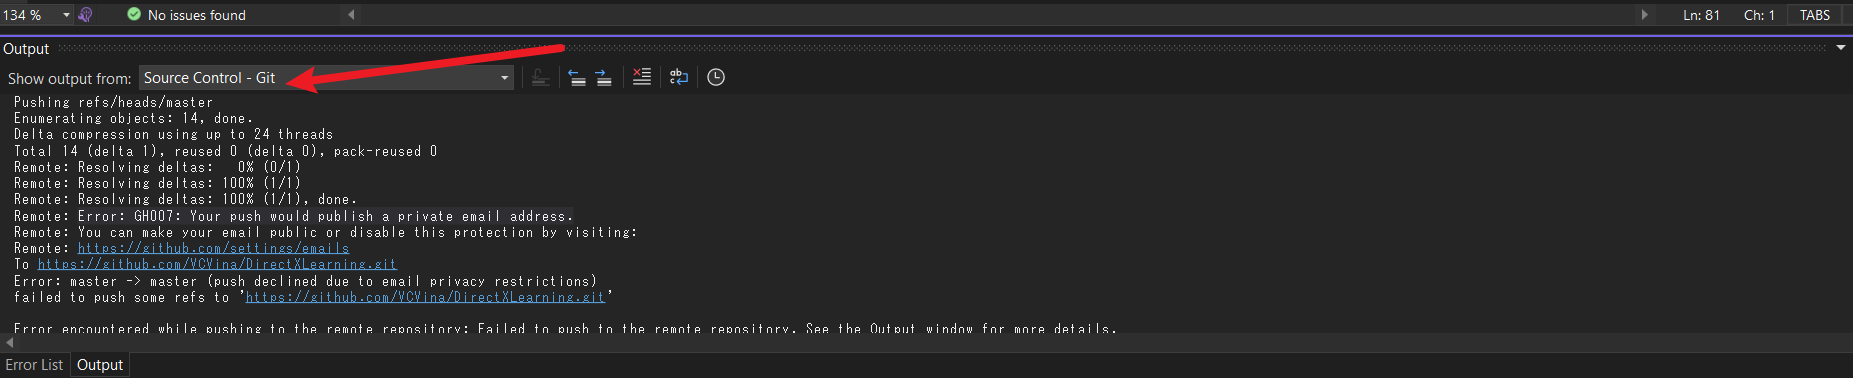 134 %
No issues found
Ln: 81
Ch: 1
TABS
Output
Show output from:
Source Control - Git
Pushing refs/heads/master
Enumerating objects: 14, done.
Delta compression using up to 24 threads
Total 14 (delta 1), reused 0 (delta 0), pack-reused 0
Remote: Resolving deltas:   0% (0/1)
Remote: Resolving deltas: 100% (1/1)
Remote: Resolving deltas: 100% (1/1), done.
Remote: Error: GH007: Your push would publish a private email address.
Remote: You can make your email public or disable this protection by visiting:
Remote: https://github.com/settings/emails
To https://github.com/VCVina/DirectXLearning.git
Error: master -> master (push declined due to email privacy restrictions)
failed to push some refs to 'https://github.com/VCVina/DirectXLearning.git'
Error encountered while pushing to the remote repository: Failed to push to the remote repository. See the Output window for more details.
Error List
Output